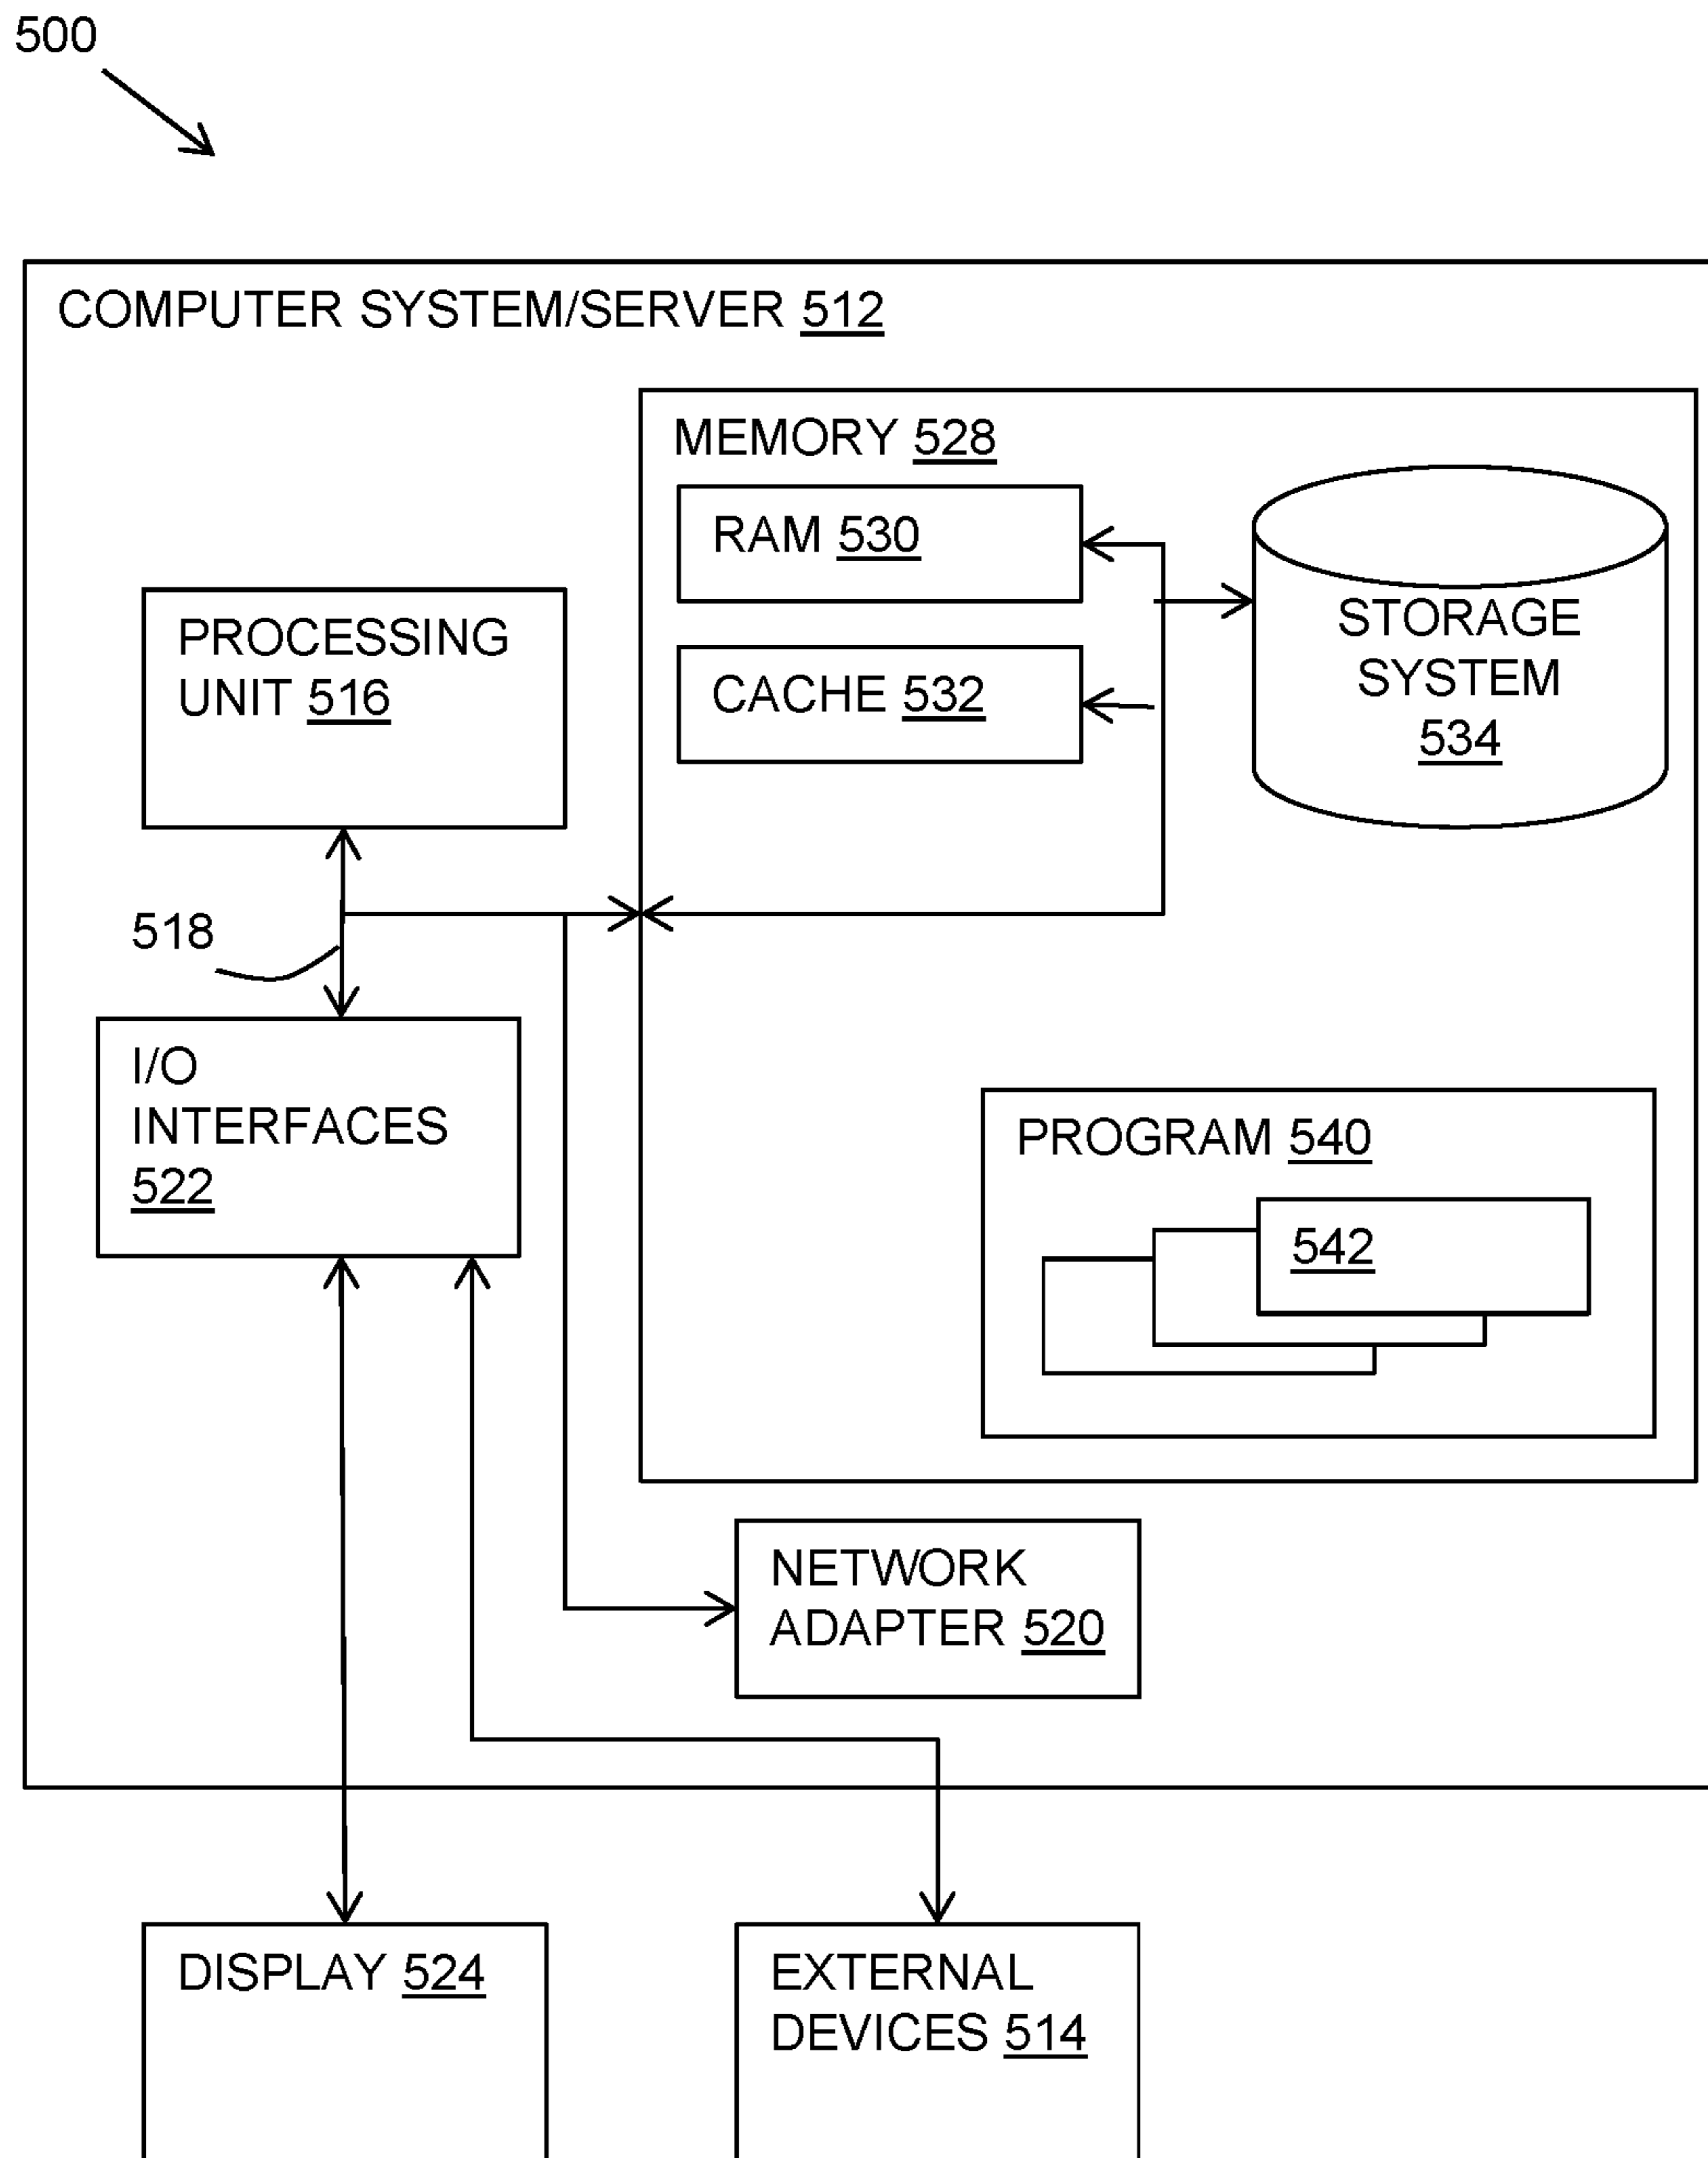 500
COMPUTER SYSTEM/SERVER 512
MEMORY 528
RAM 530
STORAGE
SYSTEM
534
PROCESSING
UNIT 516
CACHE 532
518
I/O
INTERFACES
522
PROGRAM 540
542
NETWORK
ADAPTER 520
DISPLAY 524
EXTERNAL
DEVICES 514